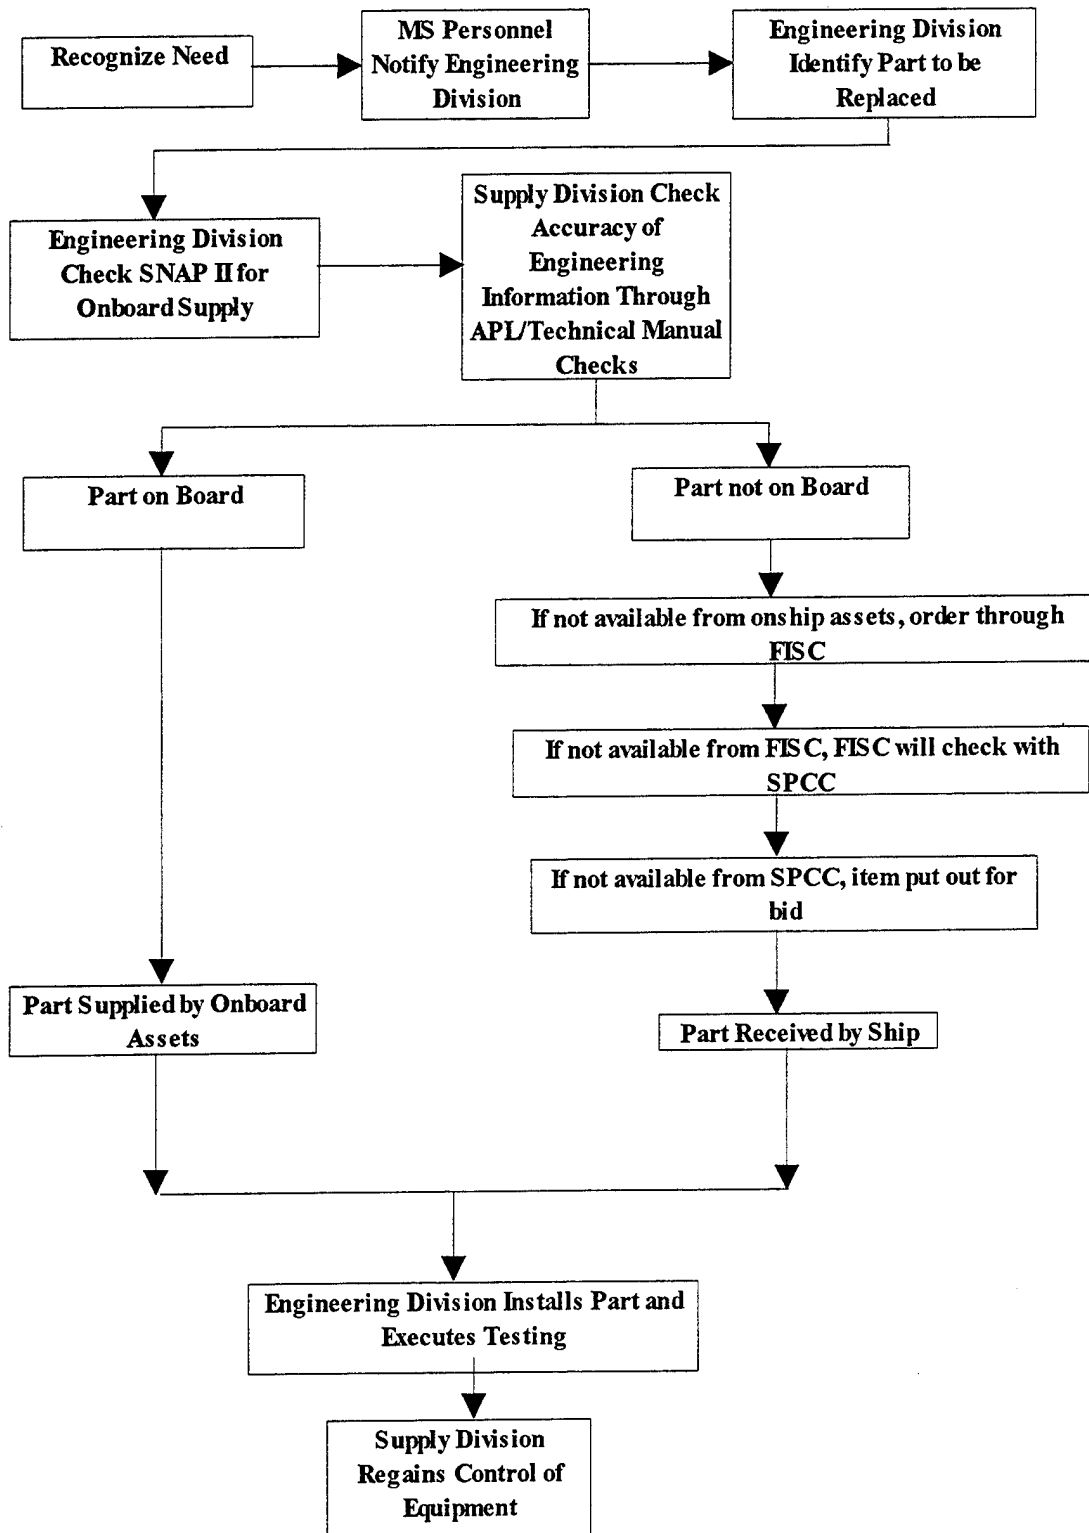 Recognize Need
MS Personnel
Notify Engineering
Division
Engineering Division
Identify Part to be
Replaced
Engineering Division
Check SNAP II for
Onboard Supply
Supply Division Check
Accuracy of
Engineering
Information Through
APL/Technical Manual
Checks
Part on Board
Part not on Board
If not available from onship assets, order through
FISC
If not available from FISC, FISC will check with
SPCC
If not available from SPCC, item put out for
bid
Part Supplied by Onboard
Assets
Part Received by Ship
Engineering Division Installs Part and
Executes Testing
Supply Division
Regains Control of
Equipment